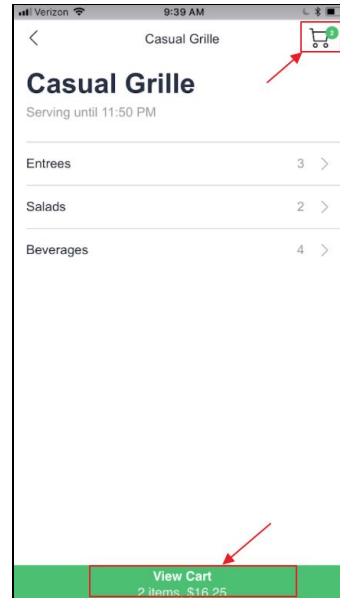 Verizon 9:39 AM
Casual Grille 2
Casual Grille
Serving until 11:50 PM
Entrees 3
Salads 2
Beverages 4
View Cart
2 items, $16.25